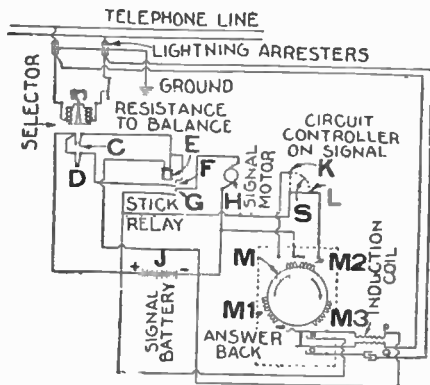 TELEPHONE LINE
LIGHTNING ARRESTERS
GROUND
SELECTOR
RESISTANCE
TO BALANCE
CIRCUIT
CONTROLLER
ON SIGNAL
C
E
F
SIGNAL
MOTOR
K
D
G
H
S
L
STICK
RELAY
J
+
-
SIGNAL
BATTERY
M
M2
INDUCTION
COIL
M1
M3
ANSWER
BACK